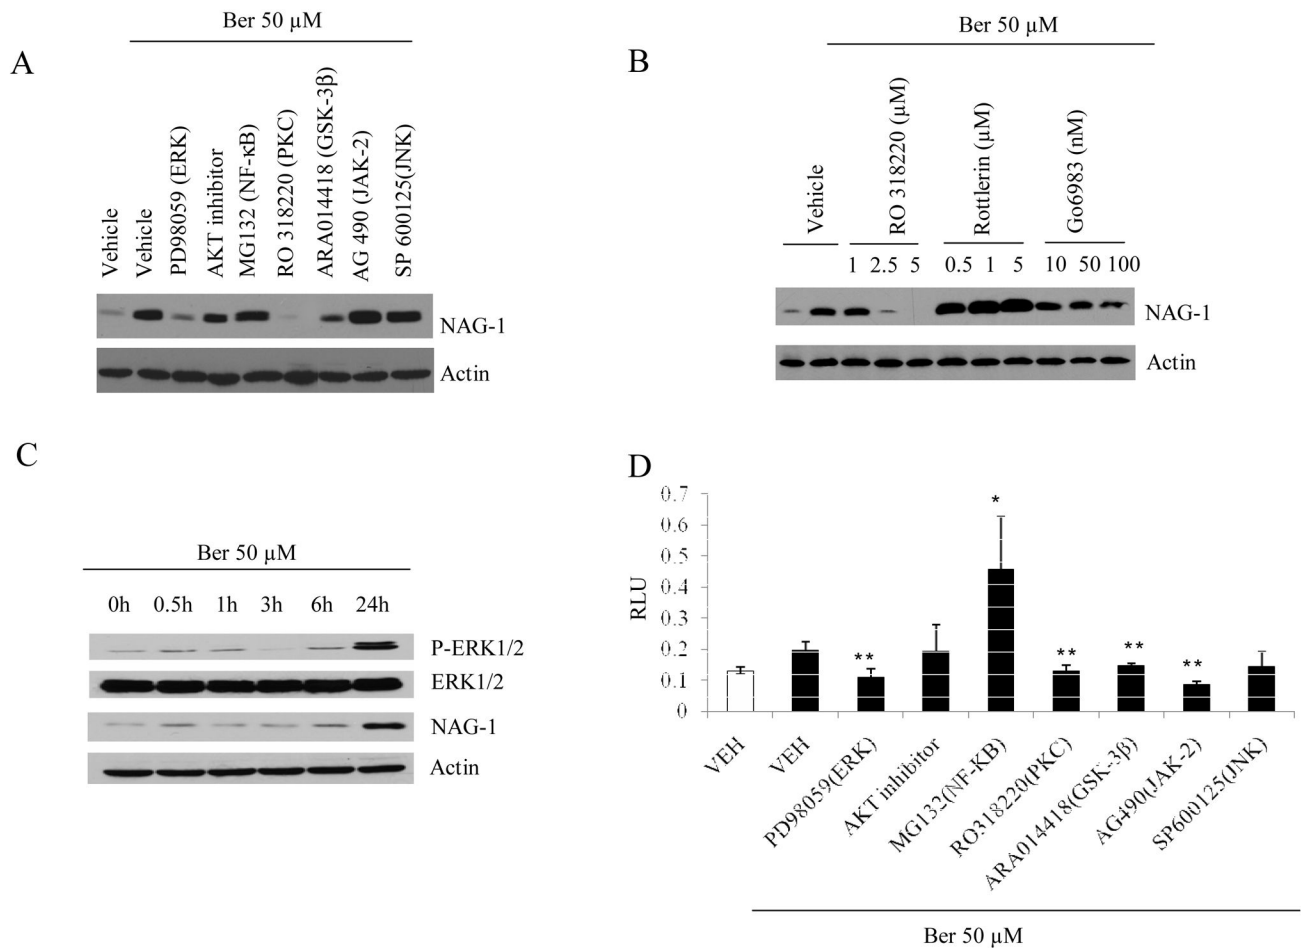 A
Ber 50 µM
Vehicle
Vehicle
PD98059 (ERK)
AKT inhibitor
MG132 (NF-κB)
RO 318220 (PKC)
ARA014418 (GSK-3β)
AG 490 (JAK-2)
SP 600125(JNK)
NAG-1
Actin
B
Ber 50 µM
Vehicle
RO 318220 (µM)
Rottlerin (µM)
Go6983 (nM)
1 2.5 5 0.5 1 5 10 50 100
NAG-1
Actin
C
Ber 50 µM
0h 0.5h 1h 3h 6h 24h
P-ERK1/2
ERK1/2
NAG-1
Actin
D
RLU
0.7
0.6
0.5
0.4
0.3
0.2
0.1
0
*
**
**
**
**
VEH
VEH
PD98059(ERK)
AKT inhibitor
MG132(NF-KB)
RO318220(PKC)
ARA014418(GSK-3β)
AG490(JAK-2)
SP600125(JNK)
Ber 50 µM